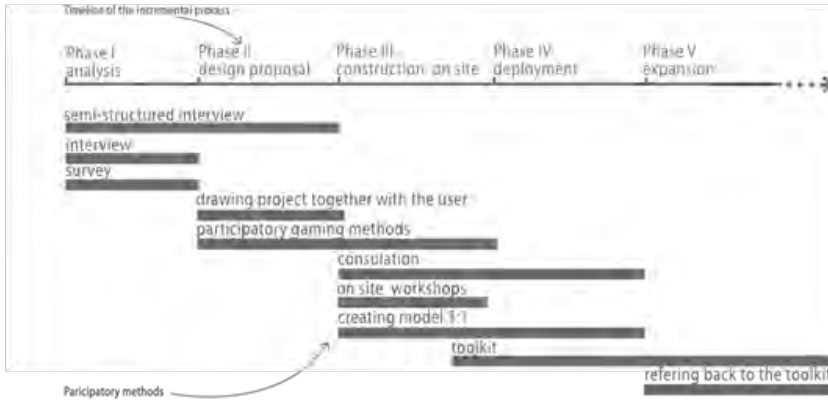 Timeline of the incremental process
Phase I
analysis
Phase II
design proposal
Phase III
construction on site
Phase IV
deployment
Phase V
expansion
semi-structured interview
interview
survey
drawing project together with the user
participatory gaming methods
consulation
on site workshops
creating model 1:1
toolkit
refering back to the toolkit
Paricipatory methods